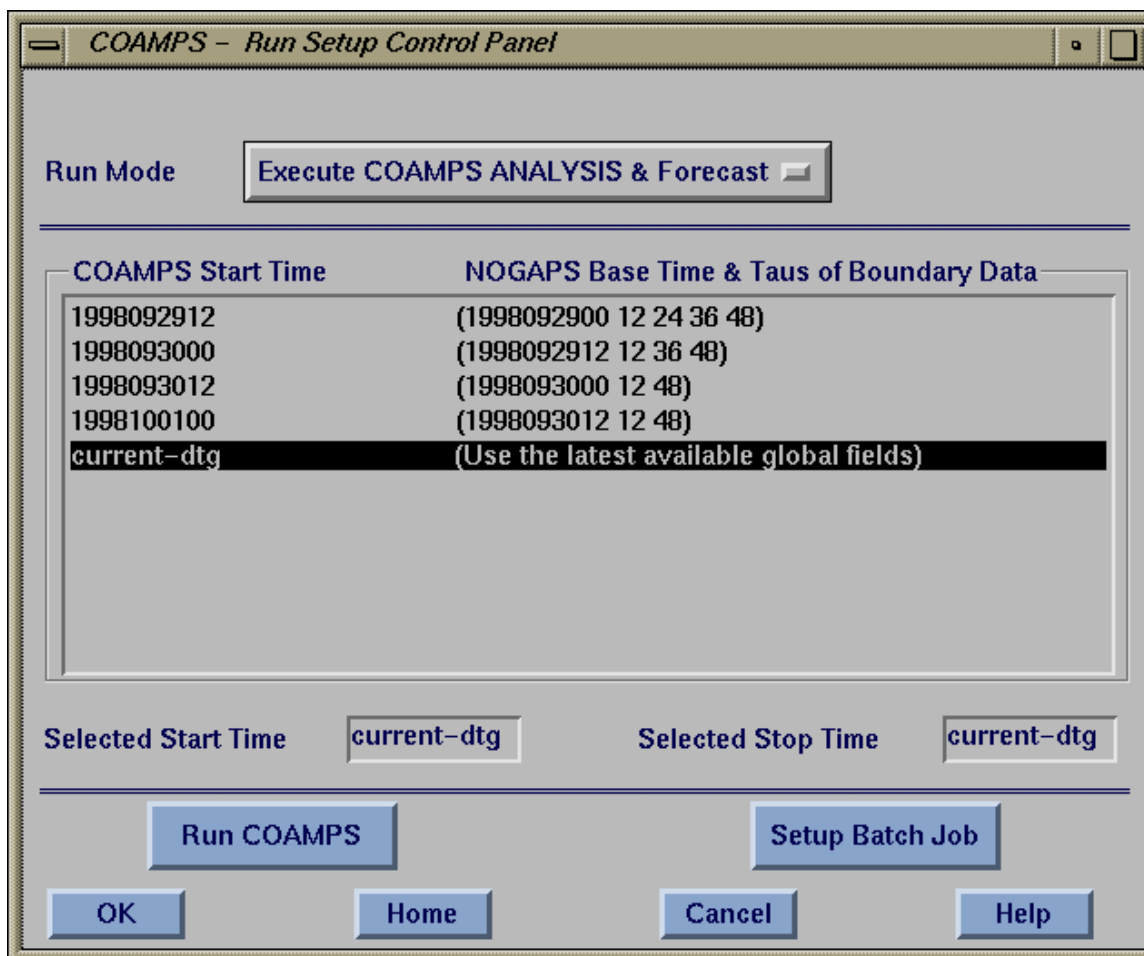 COAMPS – Run Setup Control Panel
Run Mode Execute COAMPS ANALYSIS & Forecast
COAMPS Start Time NOGAPS Base Time & Taus of Boundary Data
1998092912 (1998092900 12 24 36 48)
1998093000 (1998092912 12 36 48)
1998093012 (1998093000 12 48)
1998100100 (1998093012 12 48)
current-dtg (Use the latest available global fields)
Selected Start Time current-dtg Selected Stop Time current-dtg
Run COAMPS Setup Batch Job
OK Home Cancel Help